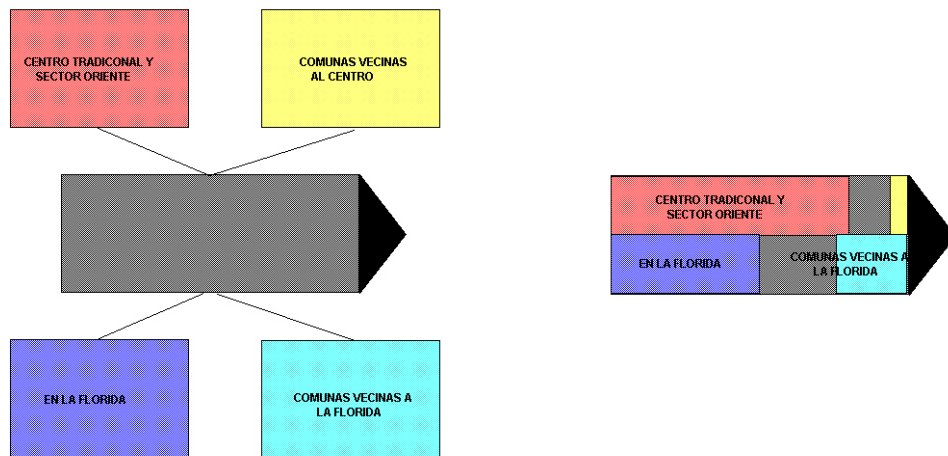 CENTRO TRADICONAL Y
SECTOR ORIENTE
COMUNAS VECINAS
AL CENTRO
EN LA FLORIDA
COMUNAS VECINAS A
LA FLORIDA
CENTRO TRADICONAL Y
SECTOR ORIENTE
EN LA FLORIDA
COMUNAS VECINAS A
LA FLORIDA